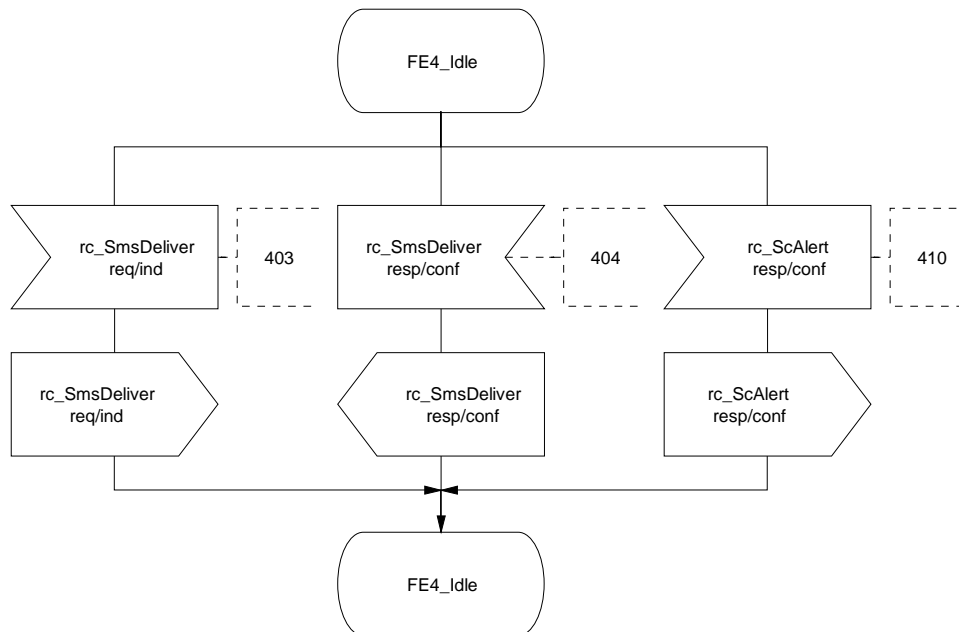 FE4_Idle
rc_SmsDeliver
req/ind
403
rc_SmsDeliver
resp/conf
404
rc_ScAlert
resp/conf
410
rc_SmsDeliver
req/ind
rc_SmsDeliver
resp/conf
rc_ScAlert
resp/conf
FE4_Idle